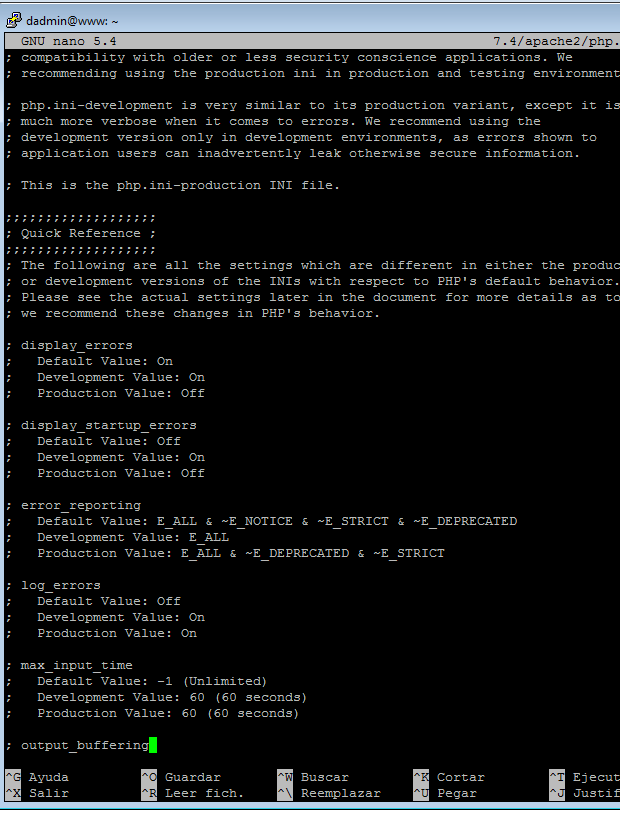 dadmin@www: ~
GNU nano 5.4 7.4/apache2/php.
; compatibility with older or less security conscience applications. We
; recommending using the production ini in production and testing environment
; php.ini-development is very similar to its production variant, except it is
; much more verbose when it comes to errors. We recommend using the
; development version only in development environments, as errors shown to
; application users can inadvertently leak otherwise secure information.
; This is the php.ini-production INI file.
;;;;;;;;;;;;;;;;;;;
; Quick Reference ;
;;;;;;;;;;;;;;;;;;;
; The following are all the settings which are different in either the produc
; or development versions of the INIs with respect to PHP's default behavior.
; Please see the actual settings later in the document for more details as to
; we recommend these changes in PHP's behavior.
; display_errors
;   Default Value: On
;   Development Value: On
;   Production Value: Off
; display_startup_errors
;   Default Value: Off
;   Development Value: On
;   Production Value: Off
; error_reporting
;   Default Value: E_ALL & ~E_NOTICE & ~E_STRICT & ~E_DEPRECATED
;   Development Value: E_ALL
;   Production Value: E_ALL & ~E_DEPRECATED & ~E_STRICT
; log_errors
;   Default Value: Off
;   Development Value: On
;   Production Value: On
; max_input_time
;   Default Value: -1 (Unlimited)
;   Development Value: 60 (60 seconds)
;   Production Value: 60 (60 seconds)
; output_buffering
^G Ayuda ^O Guardar ^W Buscar ^K Cortar ^T Ejecut
^X Salir ^R Leer fich. ^\ Reemplazar ^U Pegar ^J Justif